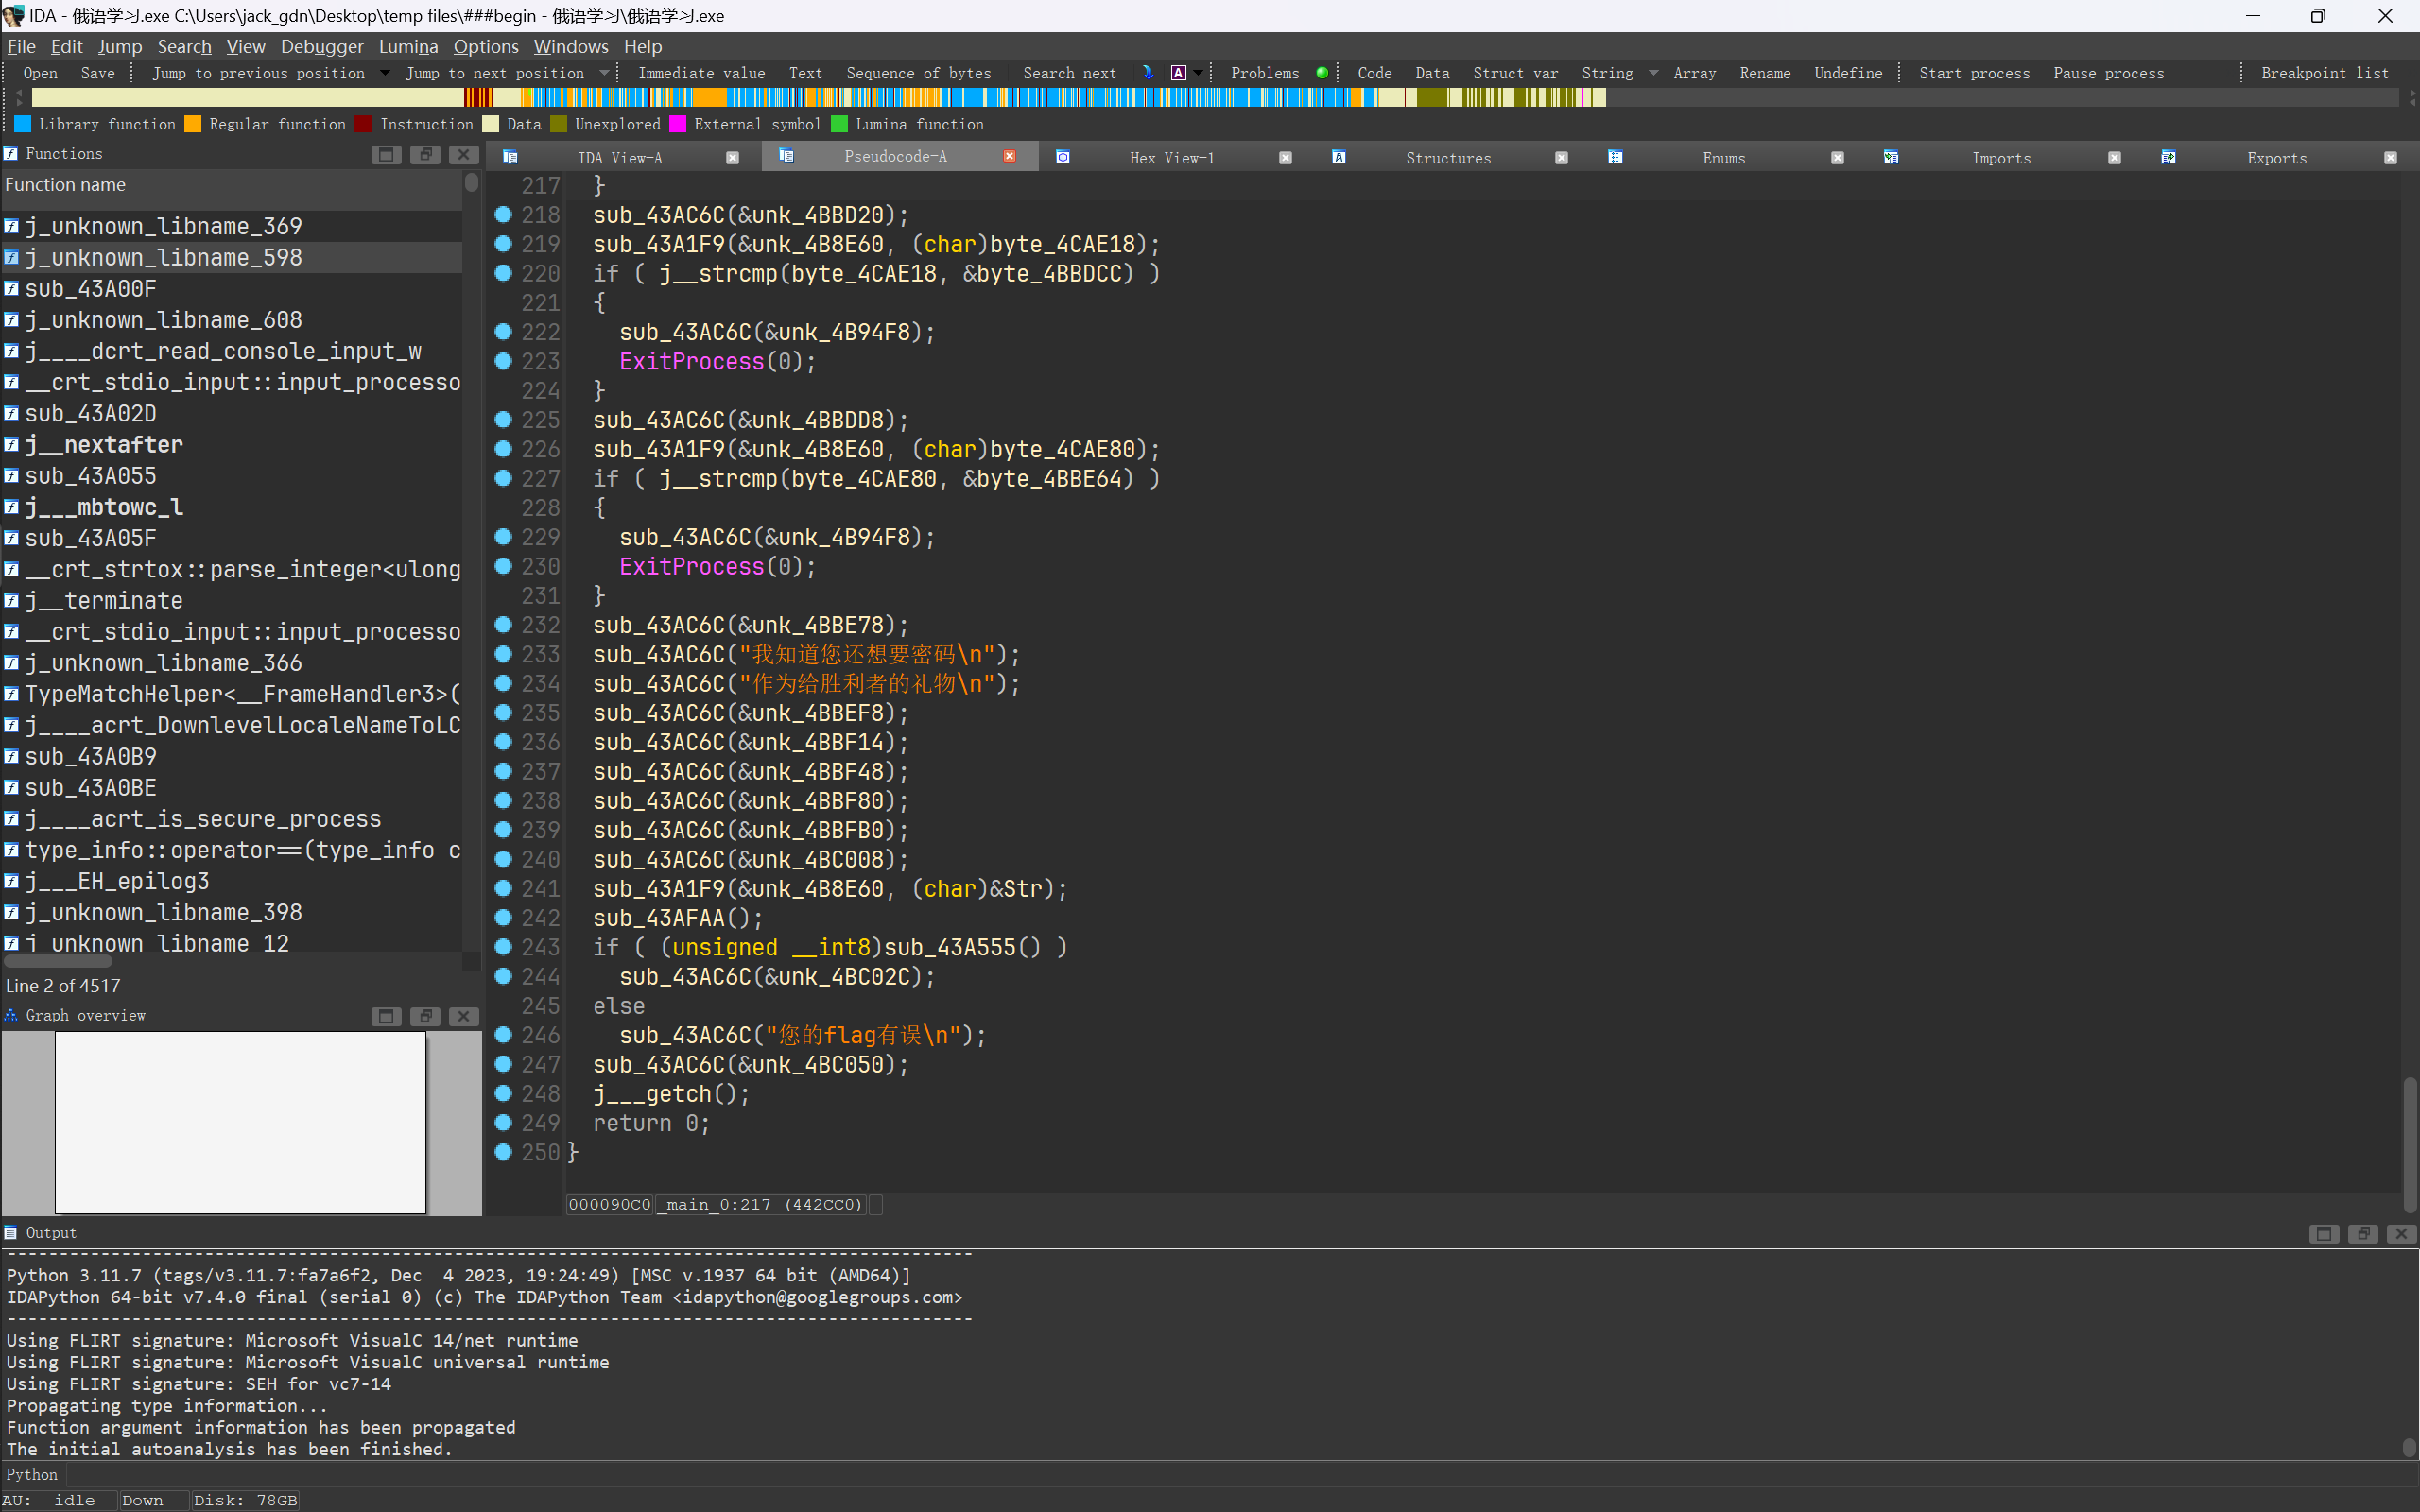 IDA - 俄语学习.exe C:\Users\jack_gdn\Desktop\temp files\###begin - 俄语学习\俄语学习.exe
File Edit Jump Search View Debugger Lumina Options Windows Help
Open Save Jump to previous position Jump to next position Immediate value Text Sequence of bytes Search next A Problems Code Data Struct var String Array Rename Undefine Start process Pause process Breakpoint list
Library function Regular function Instruction Data Unexplored External symbol Lumina function
Functions
Function name
j_unknown_libname_369
j_unknown_libname_598
sub_43A00F
j_unknown_libname_608
j____dcrt_read_console_input_w
__crt_stdio_input::input_processo
sub_43A02D
j__nextafter
sub_43A055
j___mbtowc_l
sub_43A05F
__crt_strtox::parse_integer<ulong
j__terminate
__crt_stdio_input::input_processo
j_unknown_libname_366
TypeMatchHelper<__FrameHandler3>(
j____acrt_DownlevelLocaleNameToLC
sub_43A0B9
sub_43A0BE
j____acrt_is_secure_process
type_info::operator==(type_info c
j___EH_epilog3
j_unknown_libname_398
j_unknown_libname_12
Line 2 of 4517
Graph overview
IDA View-A Pseudocode-A Hex View-1 Structures Enums Imports Exports
217 }
218 sub_43AC6C(&unk_4BBD20);
219 sub_43A1F9(&unk_4B8E60, (char)byte_4CAE18);
220 if ( j__strcmp(byte_4CAE18, &byte_4BBDCC) )
221 {
222 sub_43AC6C(&unk_4B94F8);
223 ExitProcess(0);
224 }
225 sub_43AC6C(&unk_4BBDD8);
226 sub_43A1F9(&unk_4B8E60, (char)byte_4CAE80);
227 if ( j__strcmp(byte_4CAE80, &byte_4BBE64) )
228 {
229 sub_43AC6C(&unk_4B94F8);
230 ExitProcess(0);
231 }
232 sub_43AC6C(&unk_4BBE78);
233 sub_43AC6C("我知道您还想要密码\n");
234 sub_43AC6C("作为给胜利者的礼物\n");
235 sub_43AC6C(&unk_4BBEF8);
236 sub_43AC6C(&unk_4BBF14);
237 sub_43AC6C(&unk_4BBF48);
238 sub_43AC6C(&unk_4BBF80);
239 sub_43AC6C(&unk_4BBFB0);
240 sub_43AC6C(&unk_4BC008);
241 sub_43A1F9(&unk_4B8E60, (char)&Str);
242 sub_43AFAA();
243 if ( (unsigned __int8)sub_43A555() )
244 sub_43AC6C(&unk_4BC02C);
245 else
246 sub_43AC6C("您的flag有误\n");
247 sub_43AC6C(&unk_4BC050);
248 j___getch();
249 return 0;
250 }
000090C0 _main_0:217 (442CC0)
Output
---------------------------------------------------------------------------------------------
Python 3.11.7 (tags/v3.11.7:fa7a6f2, Dec  4 2023, 19:24:49) [MSC v.1937 64 bit (AMD64)]
IDAPython 64-bit v7.4.0 final (serial 0) (c) The IDAPython Team <idapython@googlegroups.com>
---------------------------------------------------------------------------------------------
Using FLIRT signature: Microsoft VisualC 14/net runtime
Using FLIRT signature: Microsoft VisualC universal runtime
Using FLIRT signature: SEH for vc7-14
Propagating type information...
Function argument information has been propagated
The initial autoanalysis has been finished.
Python
AU: idle Down Disk: 78GB